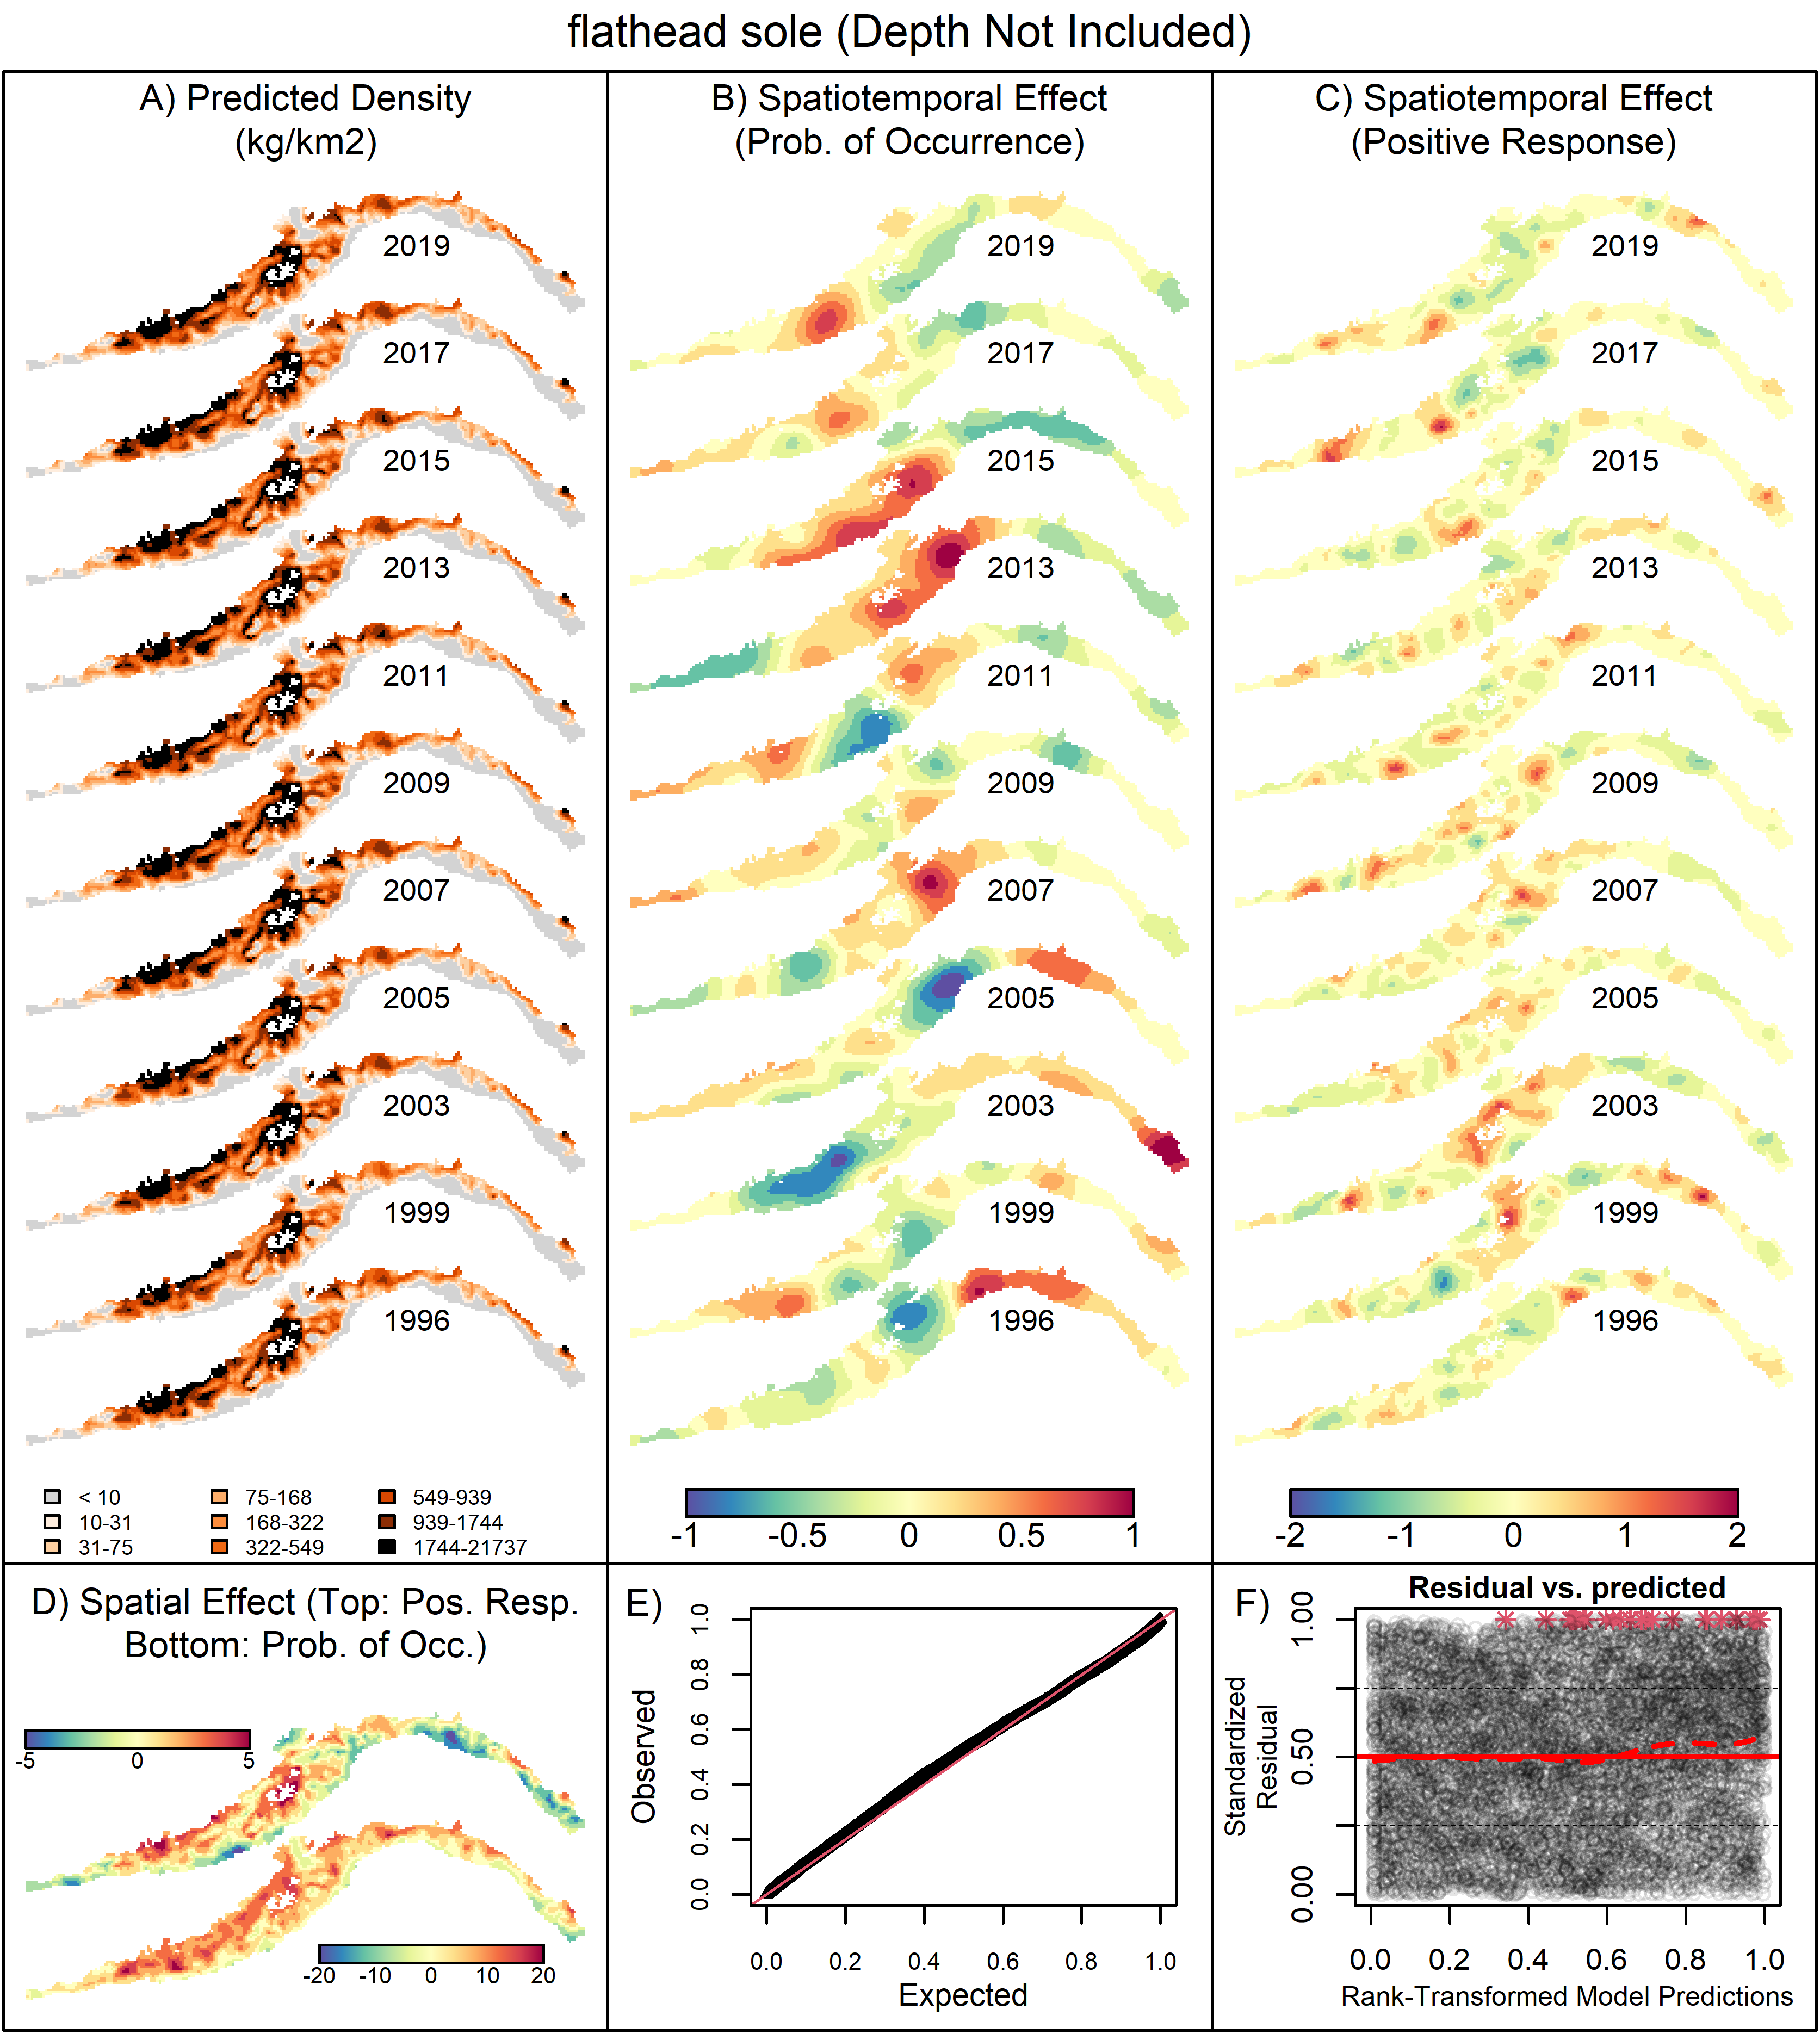 flathead sole (Depth Not Included)
A) Predicted Density
(kg/km2)
2019
2017
2015
2013
2011
2009
2007
2005
2003
1999
1996
< 10
10-31
31-75
75-168
168-322
322-549
549-939
939-1744
1744-21737
B) Spatiotemporal Effect
(Prob. of Occurrence)
2019
2017
2015
2013
2011
2009
2007
2005
2003
1999
1996
-1 -0.5 0 0.5 1
C) Spatiotemporal Effect
(Positive Response)
2019
2017
2015
2013
2011
2009
2007
2005
2003
1999
1996
-2 -1 0 1 2
D) Spatial Effect (Top: Pos. Resp.
Bottom: Prob. of Occ.)
-5 0 5
-20 -10 0 10 20
E)
Observed
1.0
0.8
0.6
0.4
0.2
0.0
0.0 0.2 0.4 0.6 0.8 1.0
Expected
F)
Residual vs. predicted
Standardized
Residual
1.00
0.50
0.00
0.0 0.2 0.4 0.6 0.8 1.0
Rank-Transformed Model Predictions